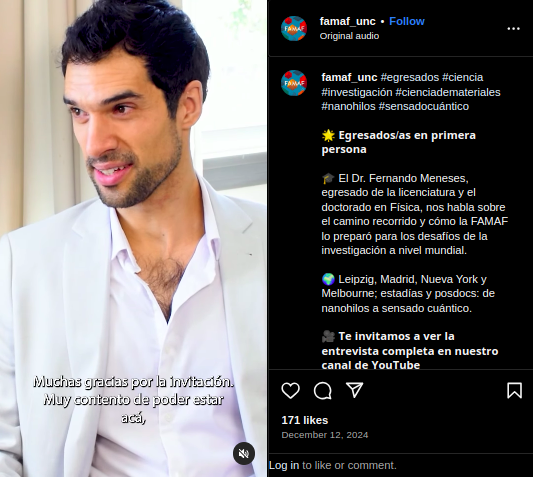 famaf_unc • Follow
Original audio
FAMAF
FAMAF
famaf_unc #egresados #ciencia
#investigación #cienciademateriales
#nanohilos #sensadocuántico
🌟 Egresados/as en primera
persona
🎓 El Dr. Fernando Meneses,
egresado de la licenciatura y el
doctorado en Física, nos habla sobre
el camino recorrido y cómo la FAMAF
lo preparó para los desafíos de la
investigación a nivel mundial.
🌍 Leipzig, Madrid, Nueva York y
Melbourne; estadías y posdocs: de
nanohilos a sensado cuántico.
🎥 Te invitamos a ver la
entrevista completa en nuestro
canal de YouTube
Muchas gracias por la invitación.
Muy contento de poder estar
acá,
171 likes
December 12, 2024
Log in to like or comment.